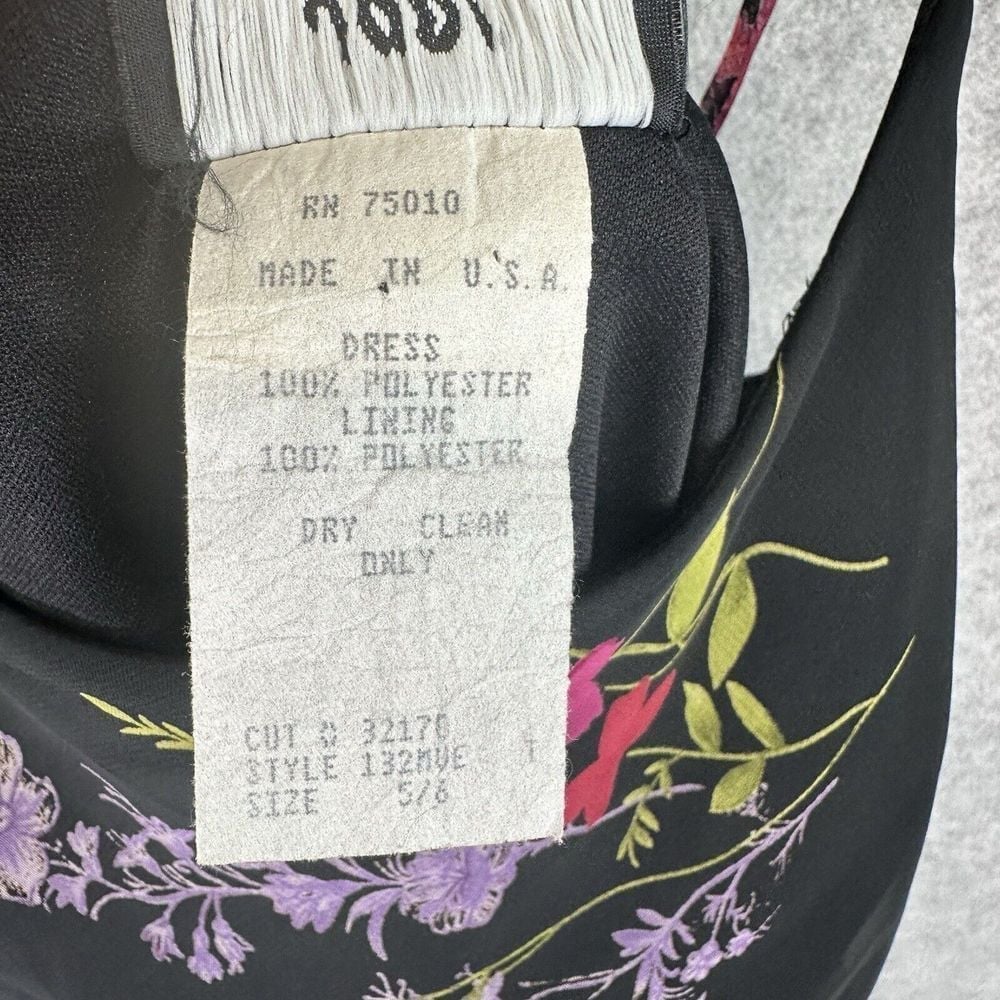 RN 75010
MADE IN U.S.A.
DRESS
100% POLYESTER
LINING
100% POLYESTER
DRY CLEAN
ONLY
CUT @ 32170
STYLE 132MVE 1
SIZE 5/6